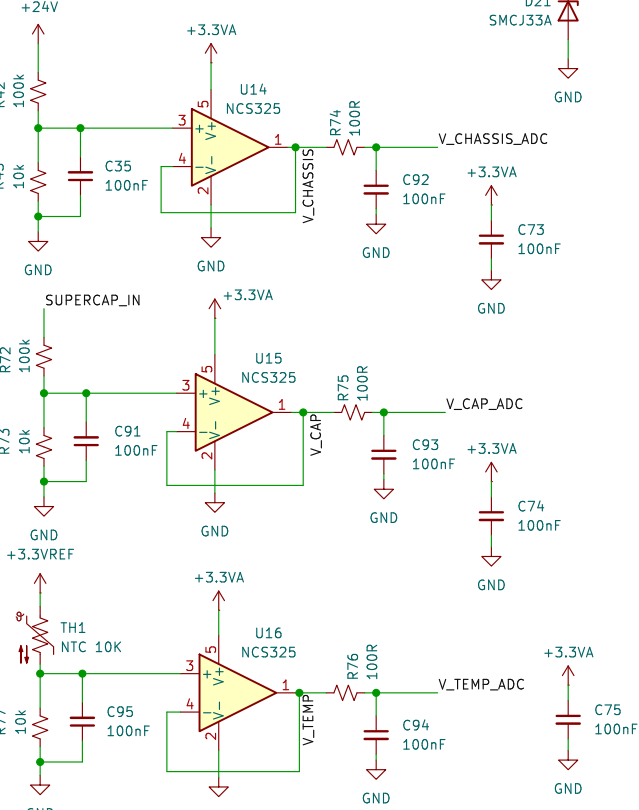 +24V
D21
SMCJ33A
GND
+3.3VA
R42
100k
U14
NCS325
5
3
+
V+
1
4
-
V-
2
R74
100R
V_CHASSIS_ADC
V_CHASSIS
10k
C35
100nF
C92
100nF
+3.3VA
C73
100nF
GND
GND
GND
GND
SUPERCAP_IN
+3.3VA
R72
100k
U15
NCS325
5
3
+
V+
1
4
-
V-
2
R75
100R
V_CAP_ADC
V_CAP
R73
10k
C91
100nF
C93
100nF
+3.3VA
C74
100nF
GND
GND
GND
GND
+3.3VREF
+3.3VA
ϑ
TH1
NTC 10K
U16
NCS325
5
3
+
V+
1
4
-
V-
2
R76
100R
V_TEMP_ADC
V_TEMP
R77
10k
C95
100nF
C94
100nF
+3.3VA
C75
100nF
GND
GND